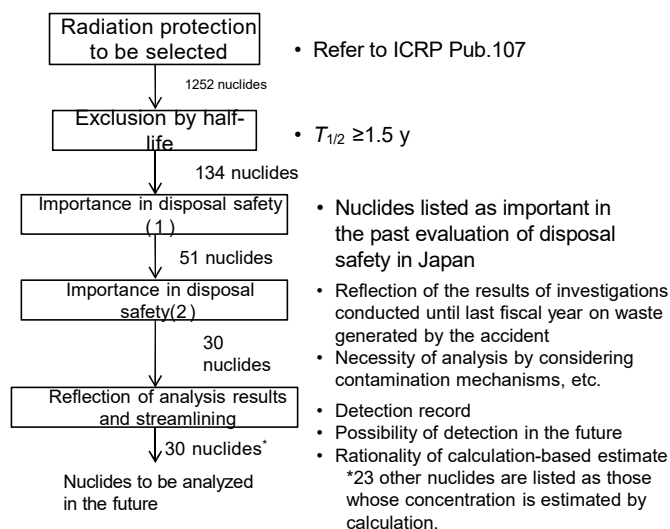 Radiation protection
to be selected
• Refer to ICRP Pub.107
1252 nuclides
Exclusion by half-
life
• T1/2 ≥1.5 y
134 nuclides
Importance in disposal safety
(1)
• Nuclides listed as important in
the past evaluation of disposal
safety in Japan
51 nuclides
Importance in disposal
safety(2)
• Reflection of the results of investigations
conducted until last fiscal year on waste
generated by the accident
• Necessity of analysis by considering
contamination mechanisms, etc.
30
nuclides
Reflection of analysis results
and streamlining
• Detection record
• Possibility of detection in the future
• Rationality of calculation-based estimate
*23 other nuclides are listed as those
whose concentration is estimated by
calculation.
30 nuclides*
Nuclides to be analyzed
in the future